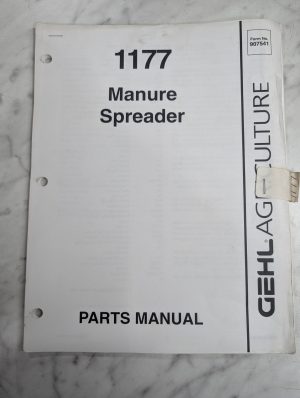 1177
Form No.
907541
Manure
Spreader
GEHL AGRICULTURE
PARTS MANUAL